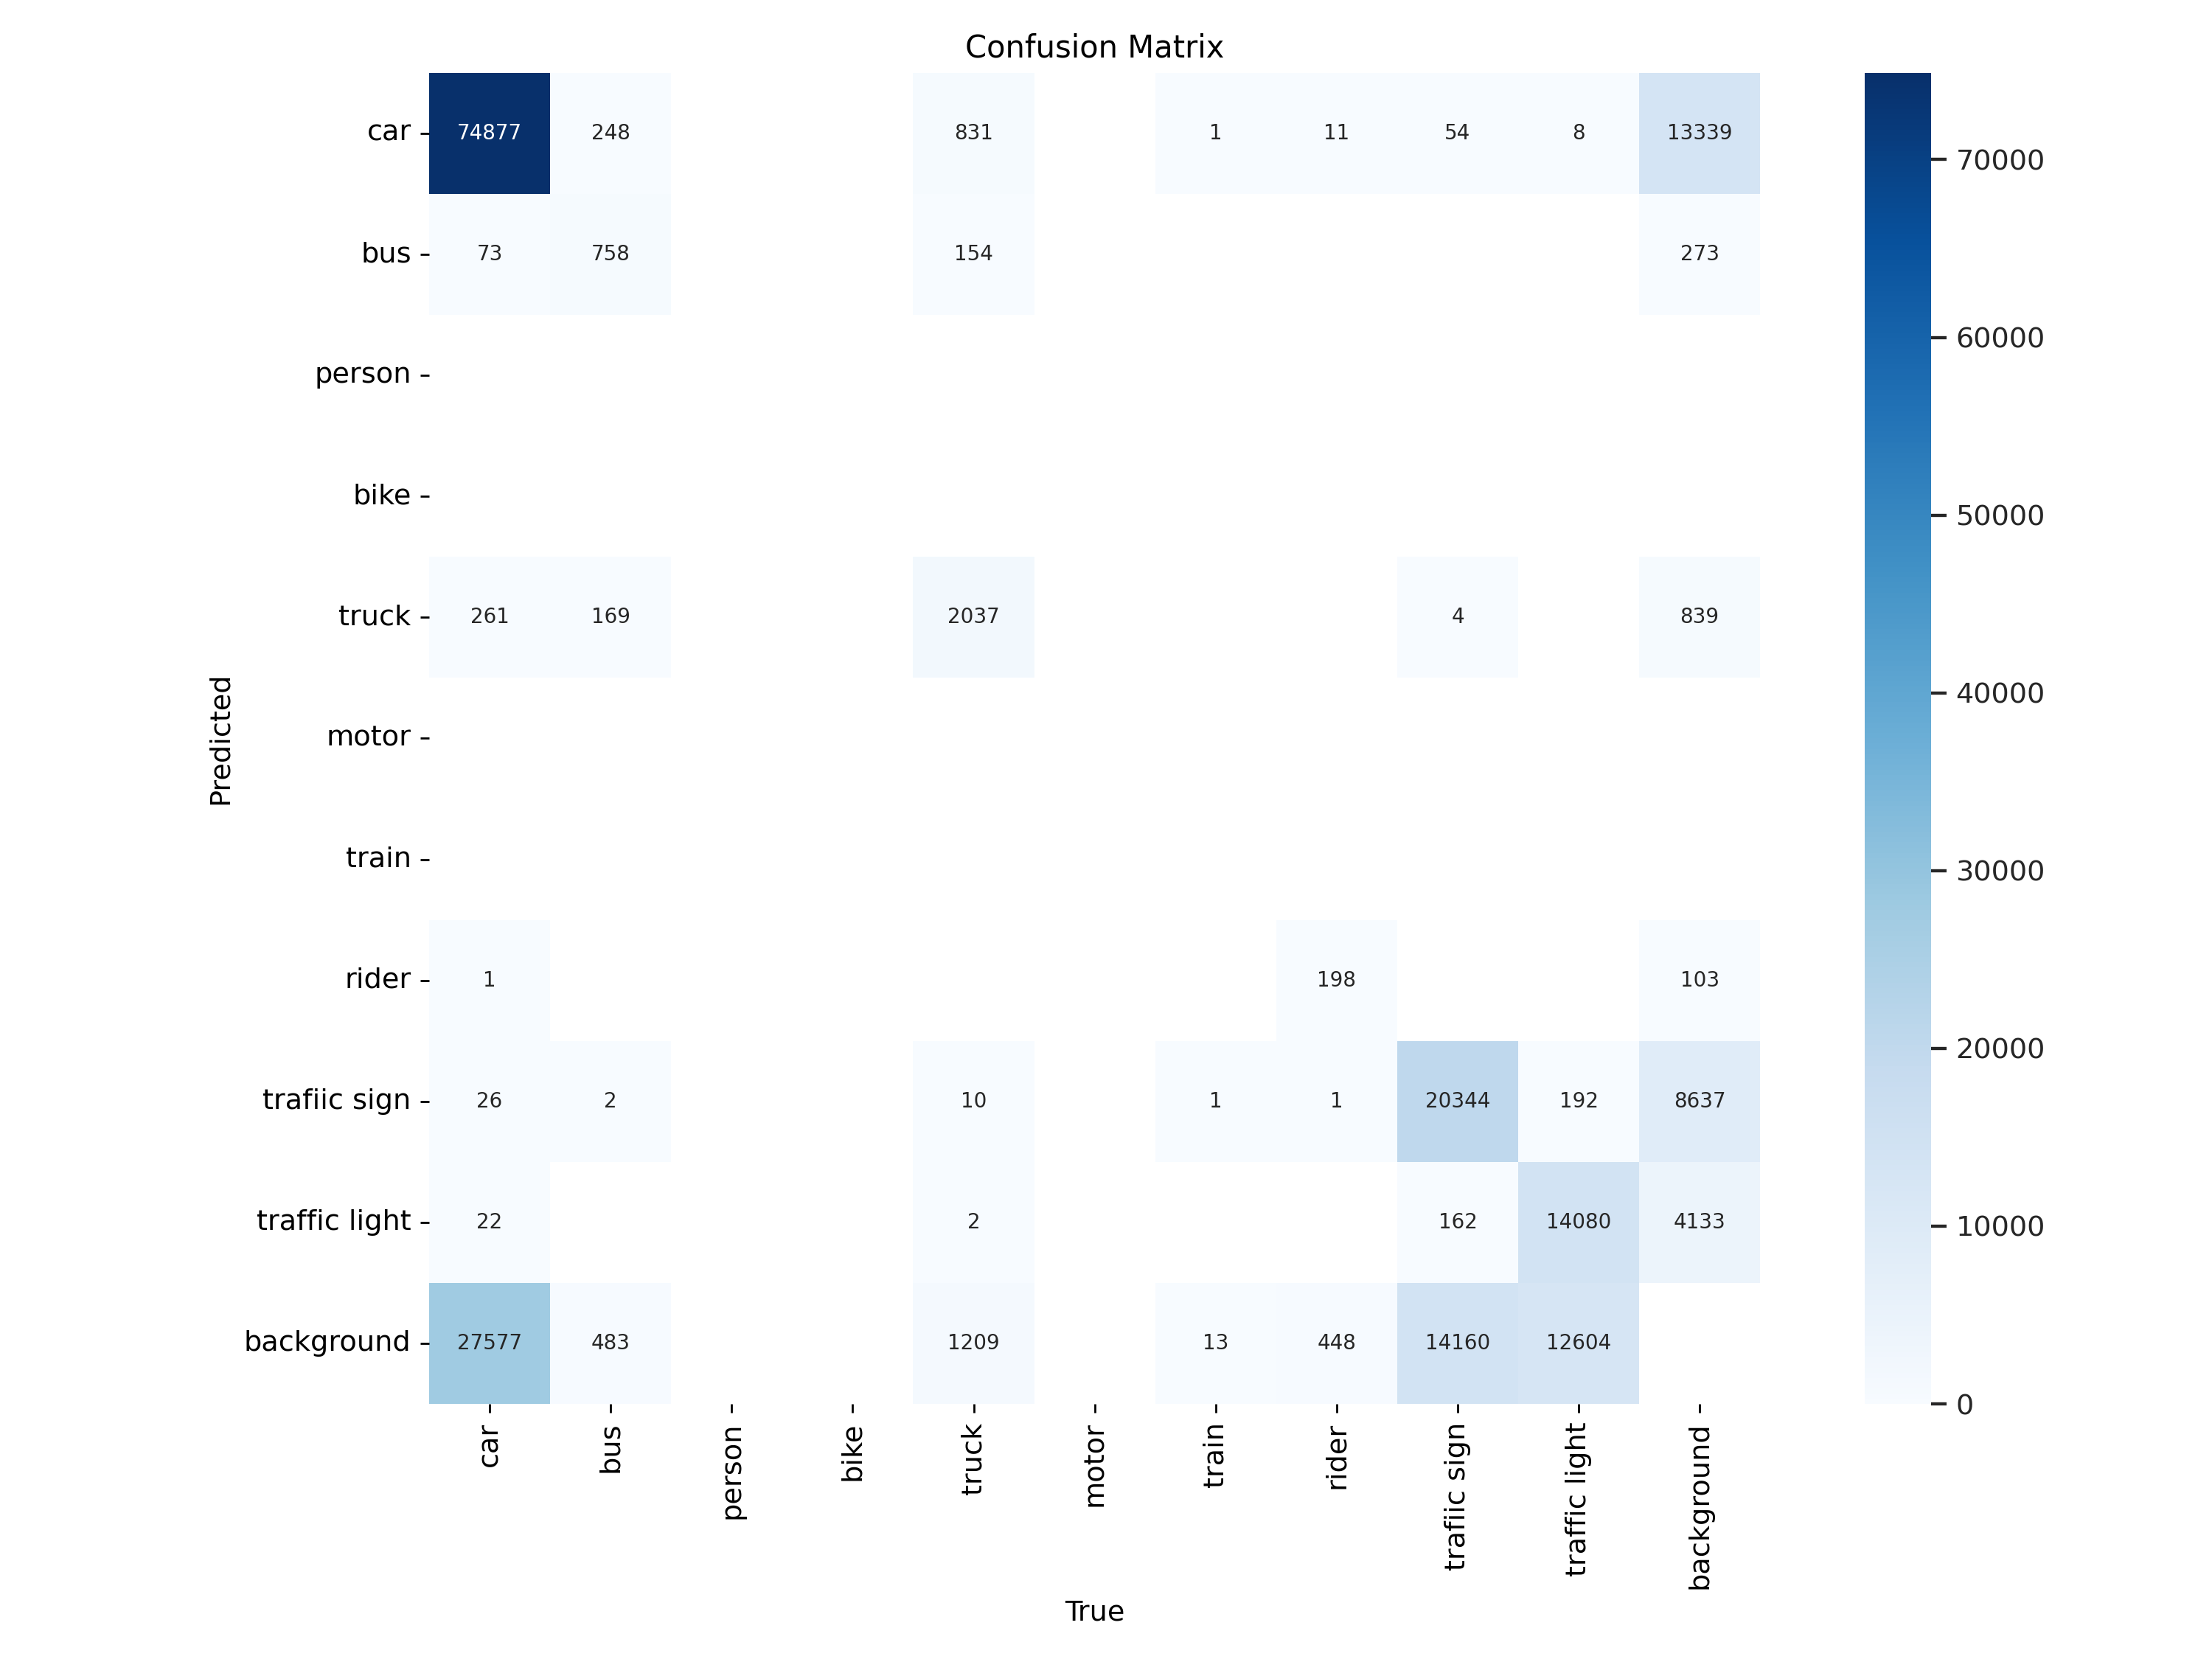 Confusion Matrix
car 74877 248 831 1 11 54 8 13339
bus 73 758 154 273
person
bike
truck 261 169 2037 4 839
motor
train
rider 1 198 103
trafiic sign 26 2 10 1 1 20344 192 8637
traffic light 22 2 162 14080 4133
background 27577 483 1209 13 448 14160 12604
Predicted
car bus person bike truck motor train rider trafiic sign traffic light background
True
70000
60000
50000
40000
30000
20000
10000
0